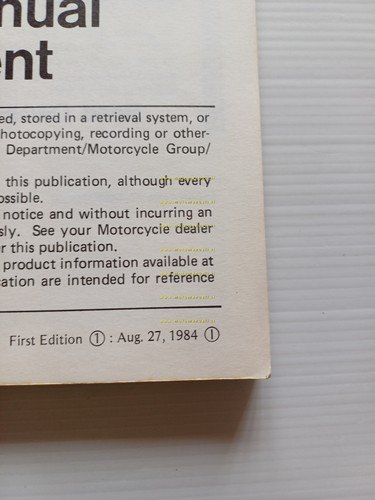 nual
ent
ed, stored in a retrieval system, or
hotocopying, recording or other-
Department/Motorcycle Group/
this publication, although every
ossible.
notice and without incurring an
sly. See your Motorcycle dealer
r this publication.
product information available at
cation are intended for reference
First Edition ① : Aug. 27, 1984 ①